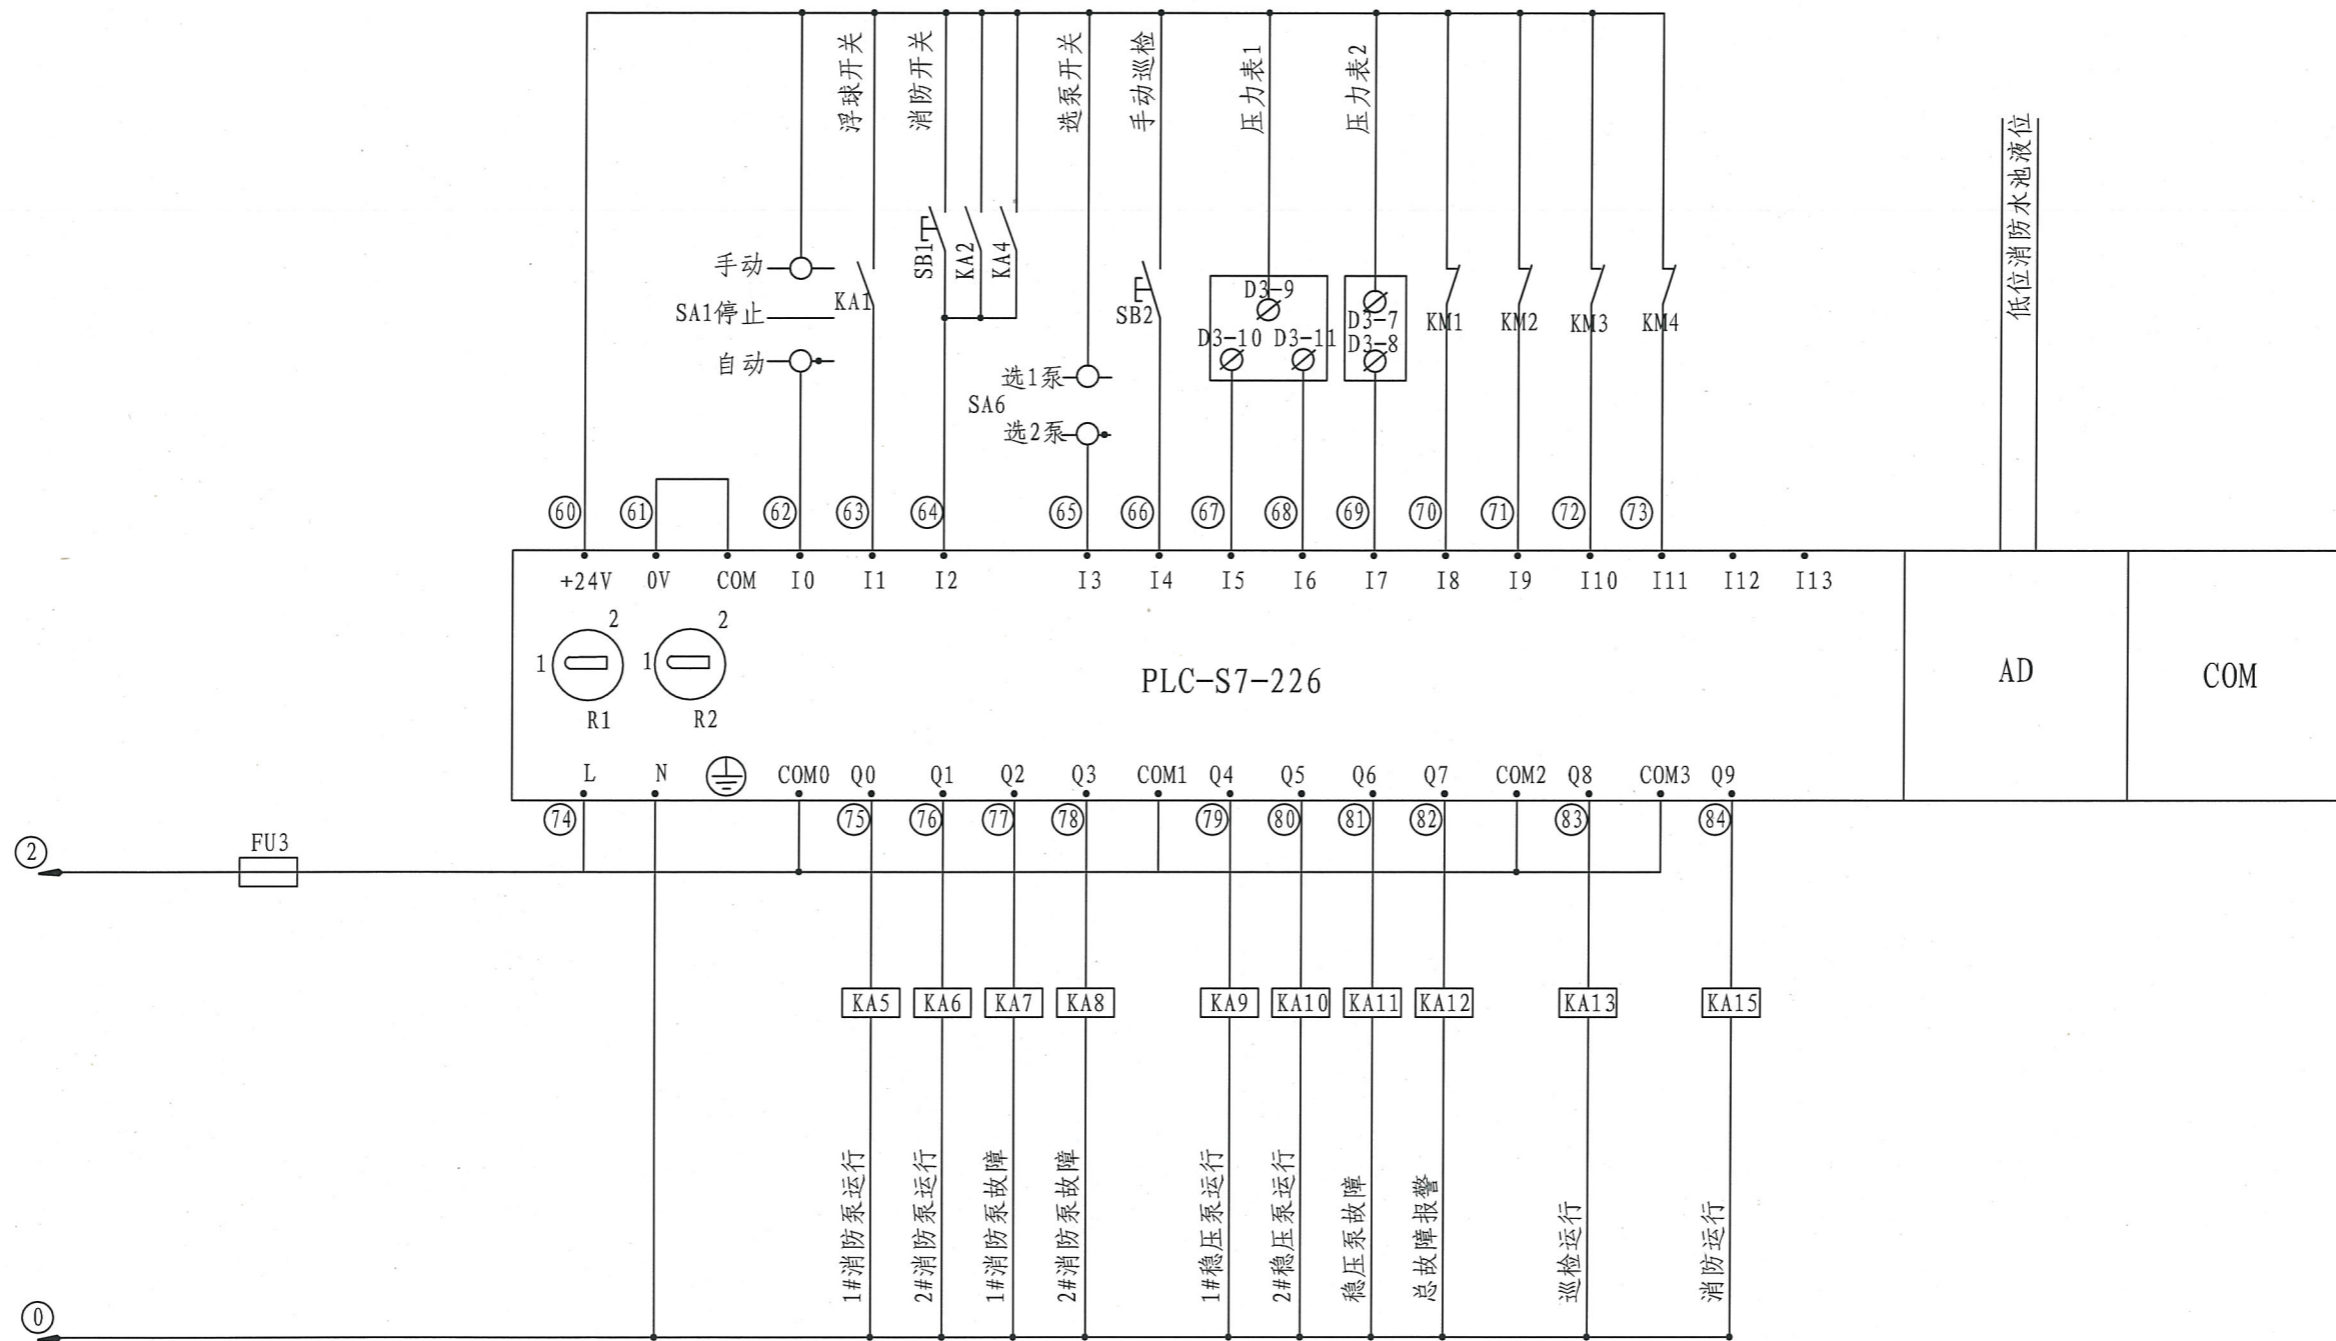 浮球开关
消防开关
选泵开关
手动巡检
压力表1
压力表2
低位消防水池液位
手动
SA1停止
自动
KA1
SB1
KA2
KA4
选1泵
SA6
选2泵
SB2
D3-9
D3-10 D3-11
D3-7
D3-8
KM1 KM2 KM3 KM4
60 61 62 63 64 65 66 67 68 69 70 71 72 73
+24V 0V COM I0 I1 I2 I3 I4 I5 I6 I7 I8 I9 I10 I11 I12 I13
1 2 1 2
R1 R2
PLC-S7-226
AD
COM
L N COM0 Q0 Q1 Q2 Q3 COM1 Q4 Q5 Q6 Q7 COM2 Q8 COM3 Q9
74 75 76 77 78 79 80 81 82 83 84
2
FU3
KA5 KA6 KA7 KA8 KA9 KA10 KA11 KA12 KA13 KA15
1#消防泵运行
2#消防泵运行
1#消防泵故障
2#消防泵故障
1#稳压泵运行
2#稳压泵运行
稳压泵故障
总故障报警
巡检运行
消防运行
0